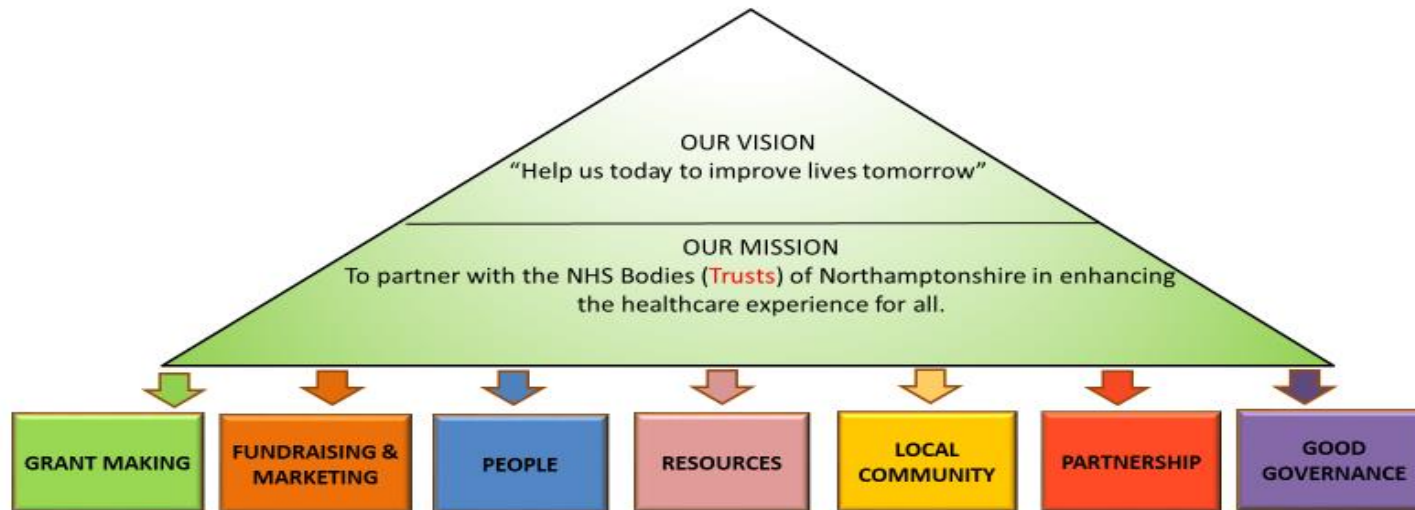 OUR VISION
“Help us today to improve lives tomorrow”
OUR MISSION
To partner with the NHS Bodies (Trusts) of Northamptonshire in enhancing
the healthcare experience for all.
GRANT MAKING
FUNDRAISING &
MARKETING
PEOPLE
RESOURCES
LOCAL
COMMUNITY
PARTNERSHIP
GOOD
GOVERNANCE